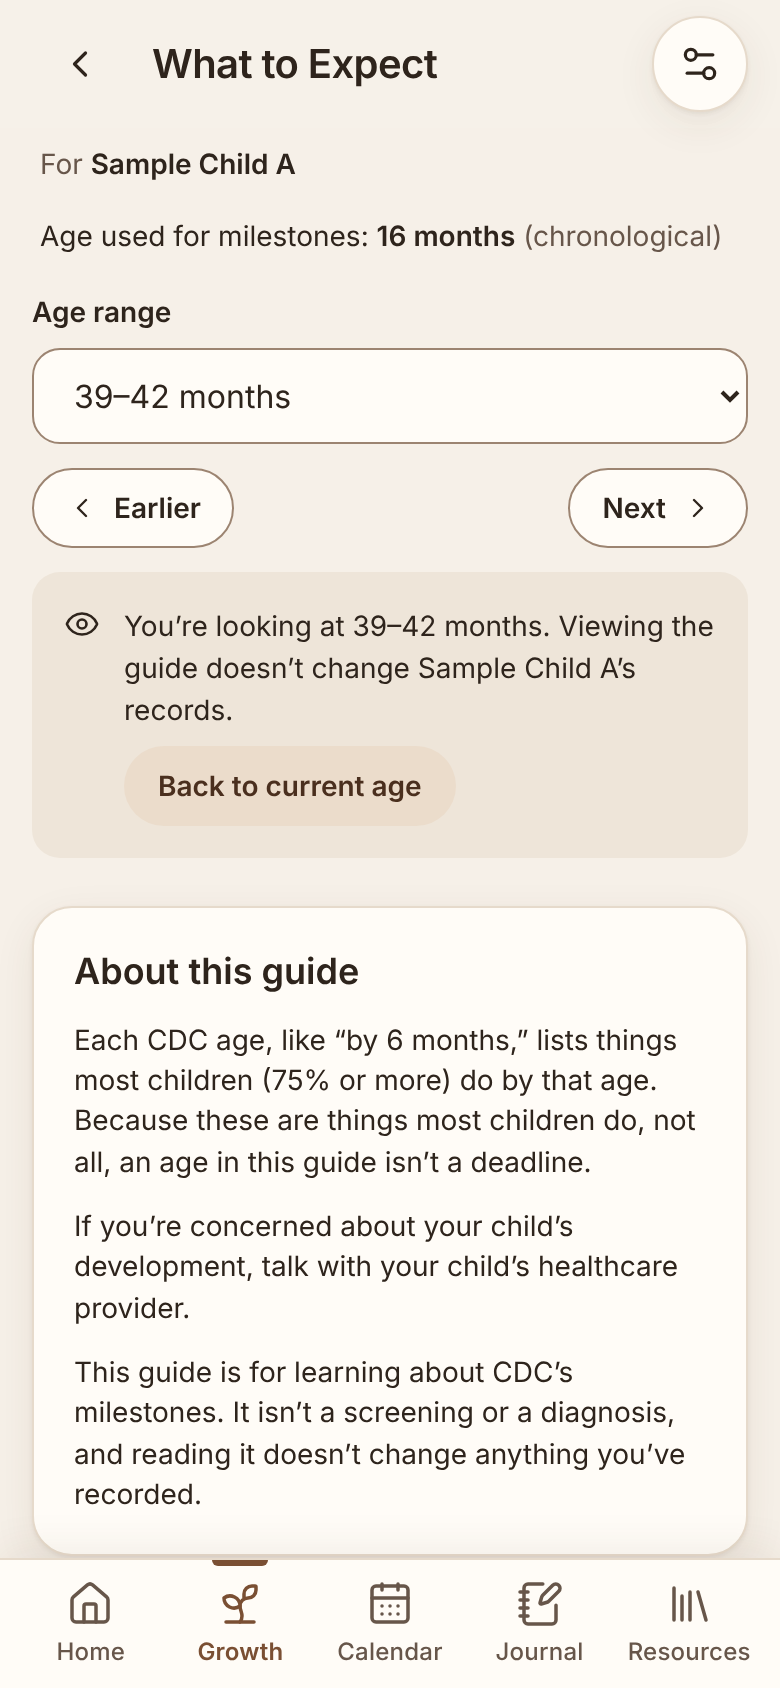 What to Expect
For Sample Child A
Age used for milestones: 16 months (chronological)
Age range
39–42 months
Earlier
Next
You’re looking at 39–42 months. Viewing the
guide doesn’t change Sample Child A’s
records.
Back to current age
About this guide
Each CDC age, like “by 6 months,” lists things
most children (75% or more) do by that age.
Because these are things most children do, not
all, an age in this guide isn’t a deadline.
If you’re concerned about your child’s
development, talk with your child’s healthcare
provider.
This guide is for learning about CDC’s
milestones. It isn’t a screening or a diagnosis,
and reading it doesn’t change anything you’ve
recorded.
Home
Growth
Calendar
Journal
Resources